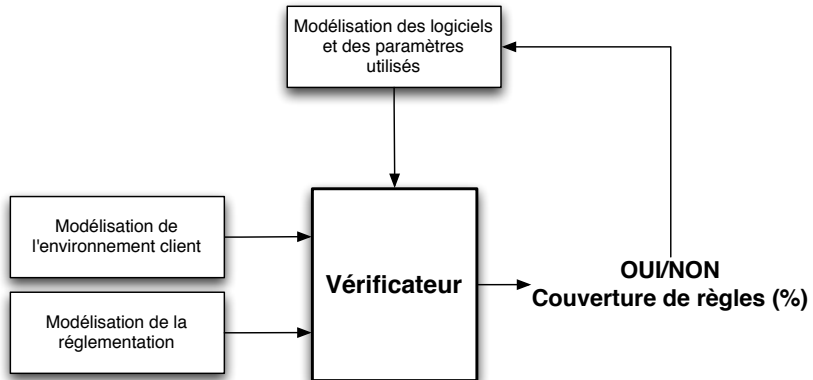 Modélisation des logiciels
et des paramètres
utilisés
Modélisation de
l'environnement client
Vérificateur
OUI/NON
Couverture de règles (%)
Modélisation de la
réglementation